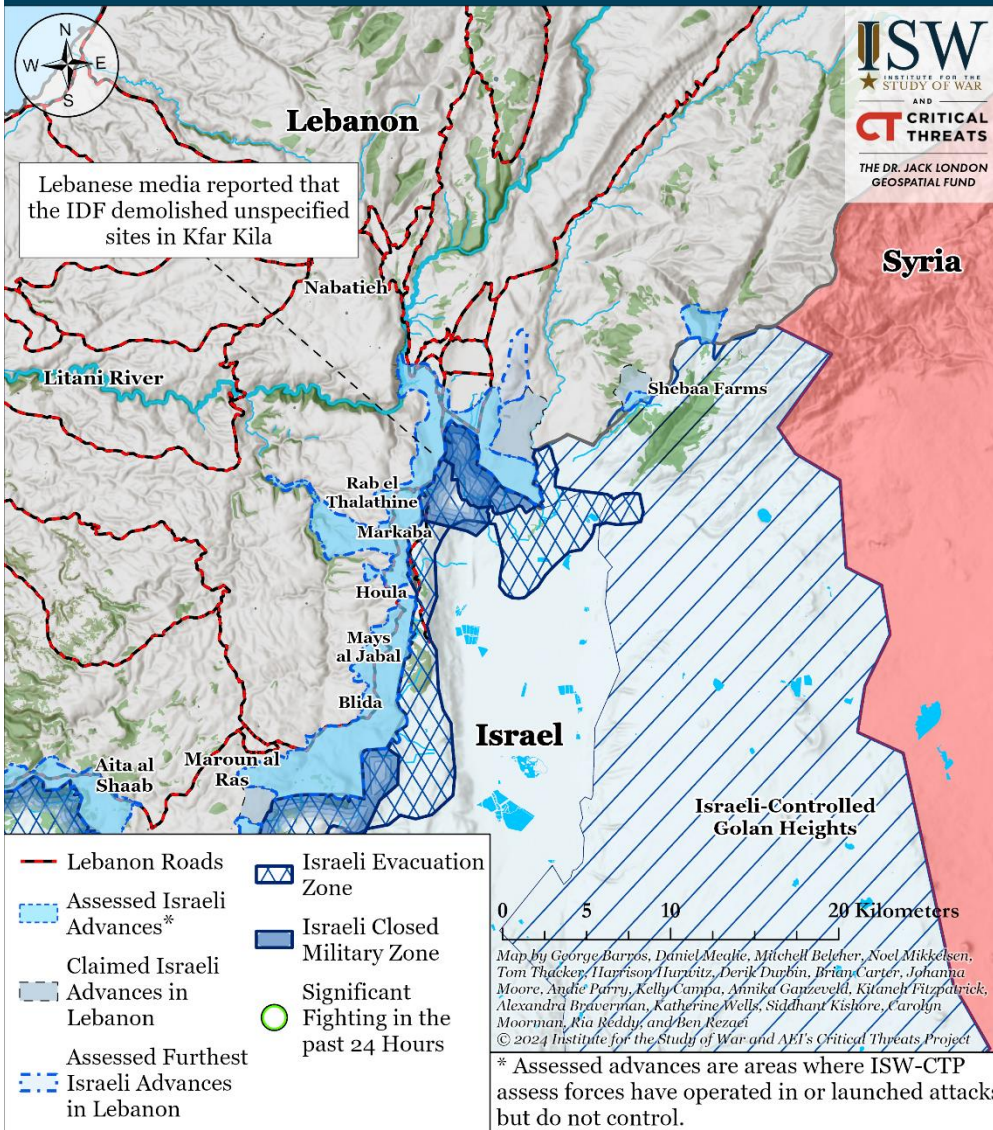 N
W E
S
ISW
INSTITUTE FOR THE
STUDY OF WAR
AND
CT CRITICAL
THREATS
THE DR. JACK LONDON
GEOSPATIAL FUND
Lebanon
Lebanese media reported that
the IDF demolished unspecified
sites in Kfar Kila
Syria
Nabatieh
Litani River
Shebaa Farms
Rab el
Thalathine
Markaba
Houla
Mays
al Jabal
Blida
Israel
Aita al
Shaab
Maroun al
Ras
Israeli-Controlled
Golan Heights
Lebanon Roads
Assessed Israeli
Advances*
Claimed Israeli
Advances in
Lebanon
Assessed Furthest
Israeli Advances
in Lebanon
Israeli Evacuation
Zone
Israeli Closed
Military Zone
Significant
Fighting in the
past 24 Hours
0 5 10 20 Kilometers
Map by George Barros, Daniel Mealie, Mitchell Belcher, Noel Mikkelsen,
Tom Thacker, Harrison Hurwitz, Derik Durbin, Brian Carter, Johanna
Moore, Andie Parry, Kelly Campa, Annika Ganzeveld, Kitaneh Fitzpatrick,
Alexandra Braverman, Katherine Wells, Siddhant Kishore, Carolyn
Moorman, Ria Reddy, and Ben Rezaei
© 2024 Institute for the Study of War and AEI's Critical Threats Project
* Assessed advances are areas where ISW-CTP
assess forces have operated in or launched attacks
but do not control.